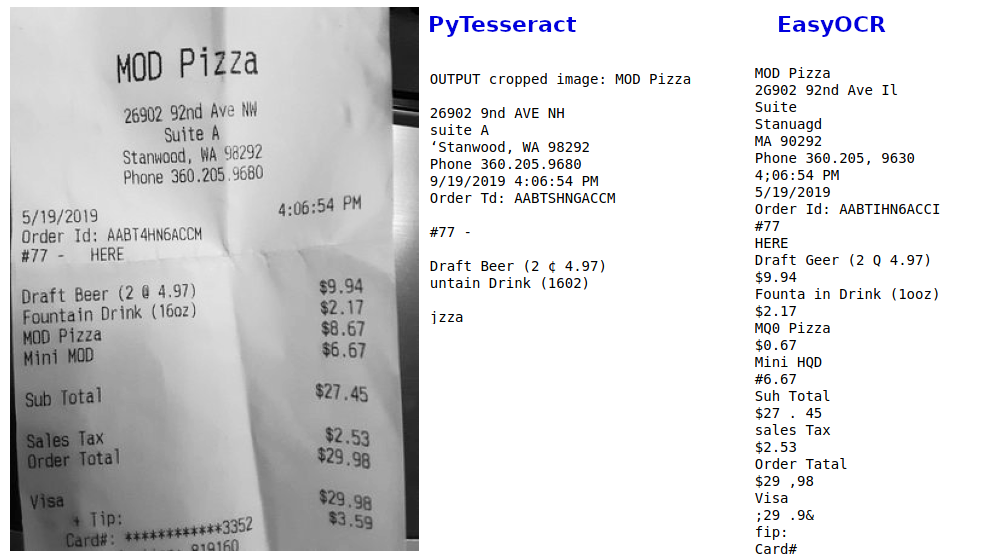 MOD Pizza
26902 92nd Ave NW
Suite A
Stanwood, WA 98292
Phone 360.205.9680
5/19/2019 4:06:54 PM
Order Id: AABT4HN6ACCM
#77 - HERE
Draft Beer (2 @ 4.97) $9.94
Fountain Drink (16oz) $2.17
MOD Pizza $8.67
Mini MOD $6.67
Sub Total $27.45
Sales Tax $2.53
Order Total $29.98
Visa $29.98
+ Tip: $3.59
Card#: ************3352
819160
PyTesseract
OUTPUT cropped image: MOD Pizza
26902 9nd AVE NH
suite A
‘Stanwood, WA 98292
Phone 360.205.9680
9/19/2019 4:06:54 PM
Order Td: AABTSHNGACCM
#77 -
Draft Beer (2 ¢ 4.97)
untain Drink (1602)
jzza
EasyOCR
MOD Pizza
2G902 92nd Ave Il
Suite
Stanuagd
MA 90292
Phone 360.205, 9630
4;06:54 PM
5/19/2019
Order Id: AABTIHN6ACCI
#77
HERE
Draft Geer (2 Q 4.97)
$9.94
Founta in Drink (1ooz)
$2.17
MQ0 Pizza
$0.67
Mini HQD
#6.67
Suh Total
$27 . 45
sales Tax
$2.53
Order Tatal
$29 ,98
Visa
;29 .9&
fip:
Card#